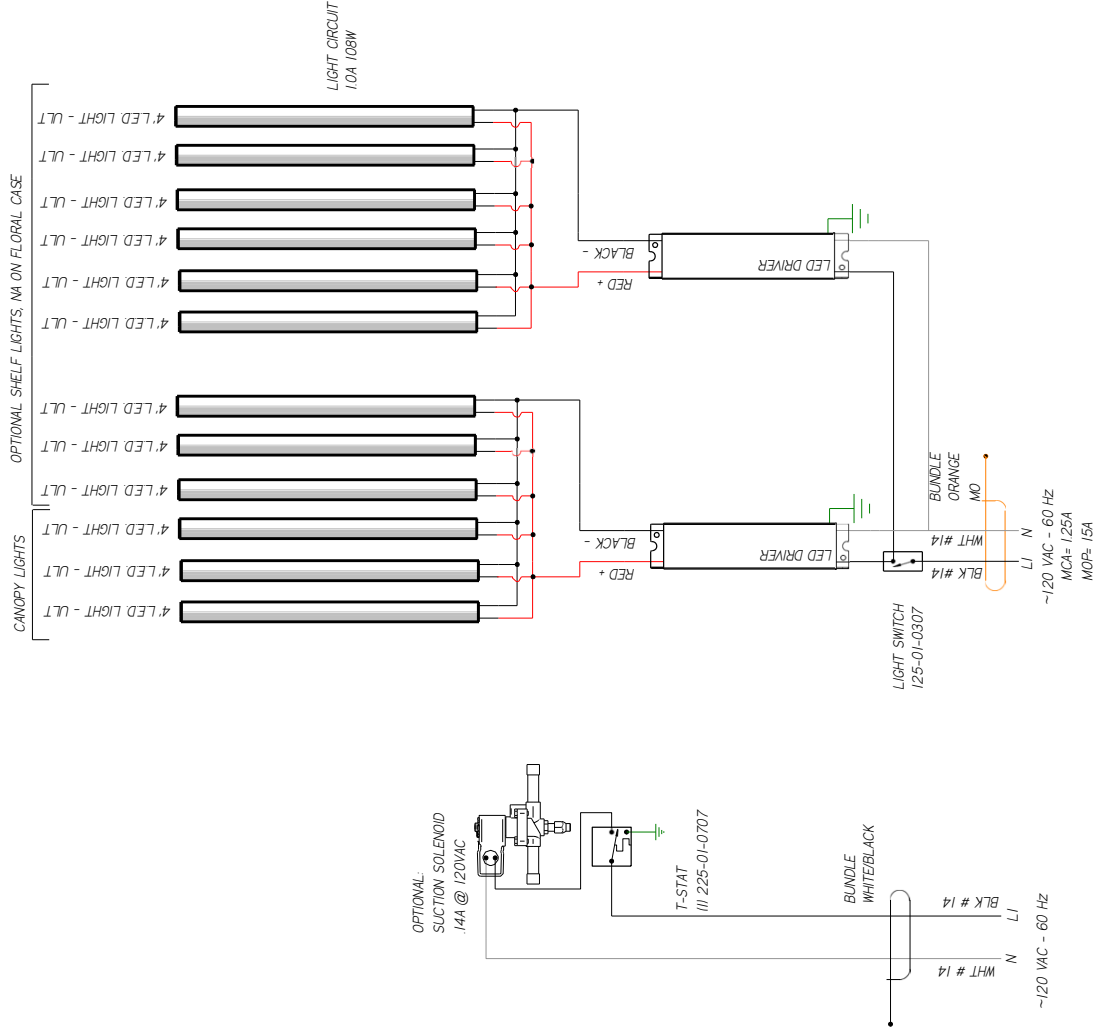 LIGHT CIRCUIT
1.0A 108W
OPTIONAL SHELF LIGHTS, NA ON FLORAL CASE
4' LED LIGHT - ULT
4' LED LIGHT - ULT
4' LED LIGHT - ULT
4' LED LIGHT - ULT
4' LED LIGHT - ULT
4' LED LIGHT - ULT
BLACK -
RED +
LED DRIVER
4' LED LIGHT - ULT
4' LED LIGHT - ULT
4' LED LIGHT - ULT
CANOPY LIGHTS
4' LED LIGHT - ULT
4' LED LIGHT - ULT
4' LED LIGHT - ULT
BLACK -
RED +
LED DRIVER
BUNDLE
ORANGE
MO
WHT #14
N
BLK #14
L1
~120 VAC - 60 Hz
MCA= 1.25A
MOP= 15A
LIGHT SWITCH
125-01-0307
OPTIONAL:
SUCTION SOLENOID
.14A @ 120VAC
T-STAT
111 225-01-0707
BUNDLE
WHITEBLACK
BLK # 14
L1
WHT # 14
N
~120 VAC - 60 Hz